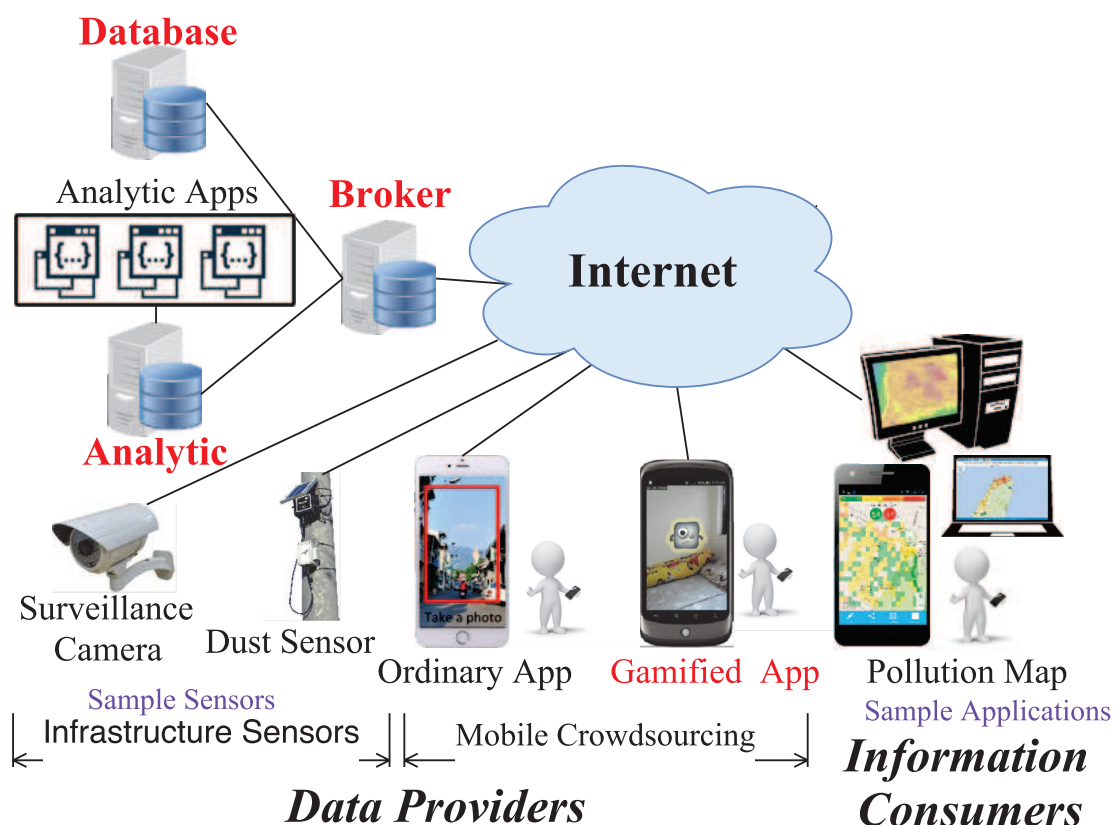 Database
Analytic Apps
Broker
{...} {...} {...}
Internet
Analytic
Take a photo
Surveillance
Camera
Dust Sensor
Ordinary App
Gamified App
Pollution Map
Sample Sensors
Sample Applications
Infrastructure Sensors
Mobile Crowdsourcing
Information
Consumers
Data Providers